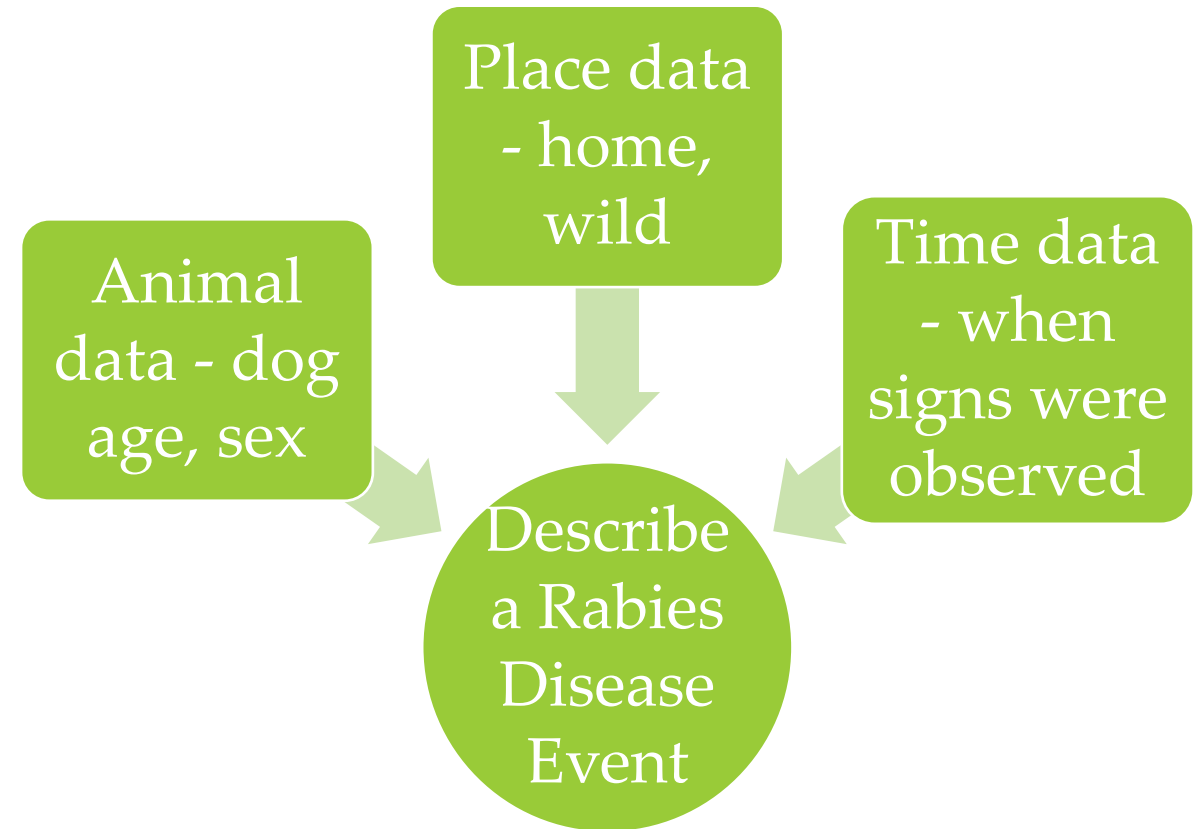 Animal
data - dog
age, sex
Place data
- home,
wild
Time data
- when
signs were
observed
Describe
a Rabies
Disease
Event